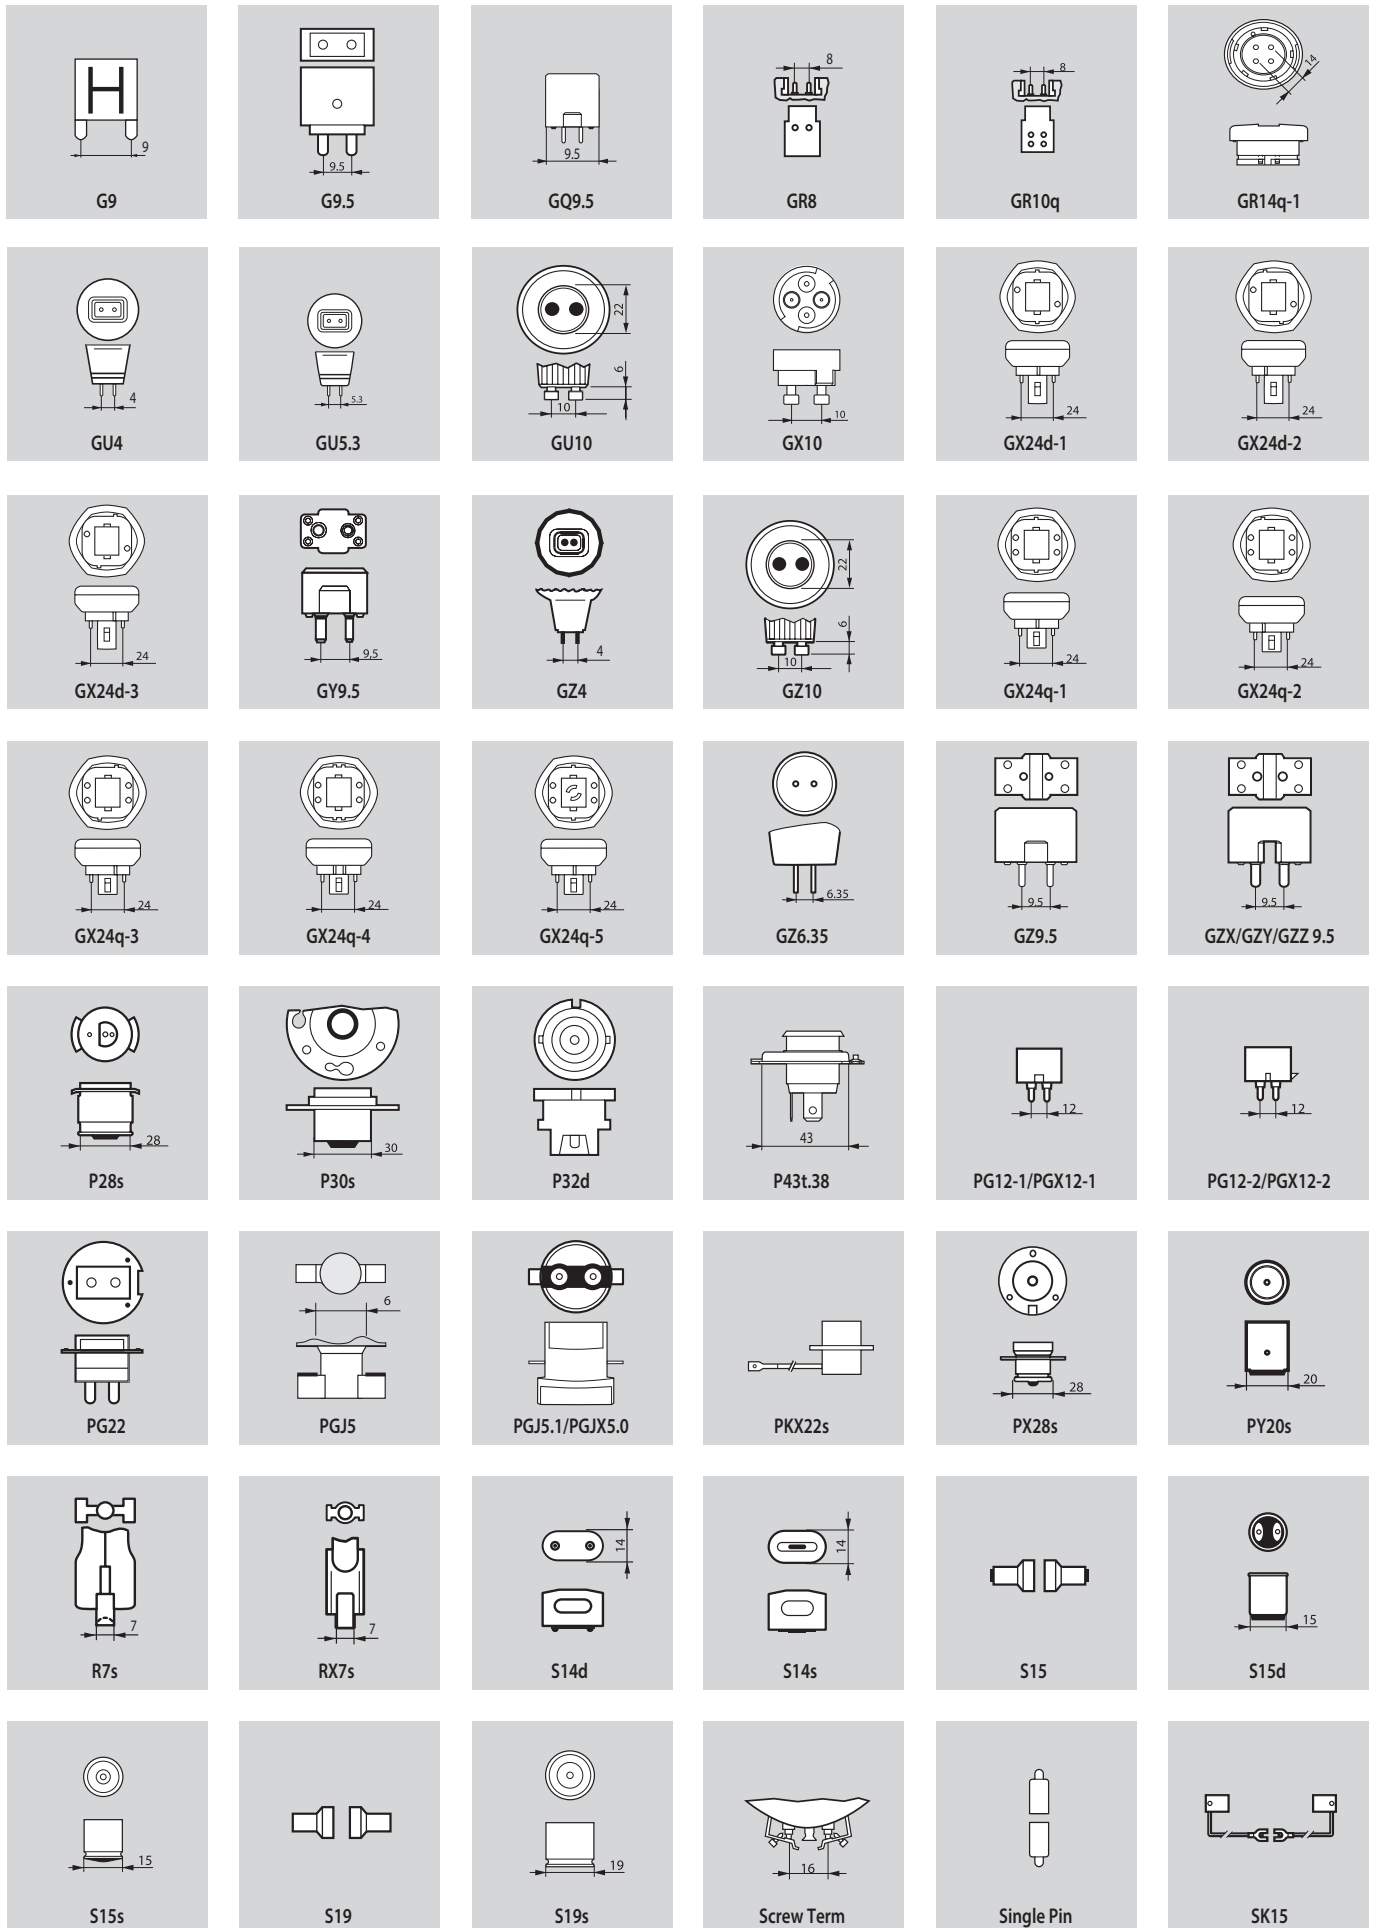 9
9.5
9.5
8
8
14
G9
G9.5
GQ9.5
GR8
GR10q
GR14q-1
4
5.3
22
6
10
10
24
24
GU4
GU5.3
GU10
GX10
GX24d-1
GX24d-2
24
9,5
4
22
6
10
24
24
GX24d-3
GY9.5
GZ4
GZ10
GX24q-1
GX24q-2
24
24
24
6.35
9.5
9.5
GX24q-3
GX24q-4
GX24q-5
GZ6.35
GZ9.5
GZX/GZY/GZZ 9.5
28
30
43
12
12
P28s
P30s
P32d
P43t.38
PG12-1/PGX12-1
PG12-2/PGX12-2
6
28
20
PG22
PGJ5
PGJ5.1/PGJX5.0
PKX22s
PX28s
PY20s
7
7
14
14
15
R7s
RX7s
S14d
S14s
S15
S15d
15
19
16
S15s
S19
S19s
Screw Term
Single Pin
SK15